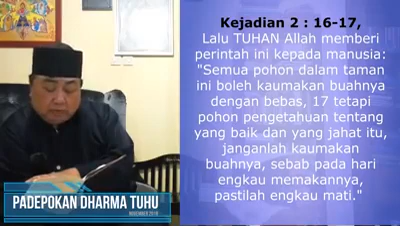 Kejadian 2 : 16-17,
Lalu TUHAN Allah memberi
perintah ini kepada manusia:
"Semua pohon dalam taman
ini boleh kaumakan buahnya
dengan bebas, 17 tetapi
pohon pengetahuan tentang
yang baik dan yang jahat itu,
janganlah kaumakan
buahnya, sebab pada hari
engkau memakannya,
pastilah engkau mati."
PADEPOKAN DHARMA TUHU
NOVEMBER 2018